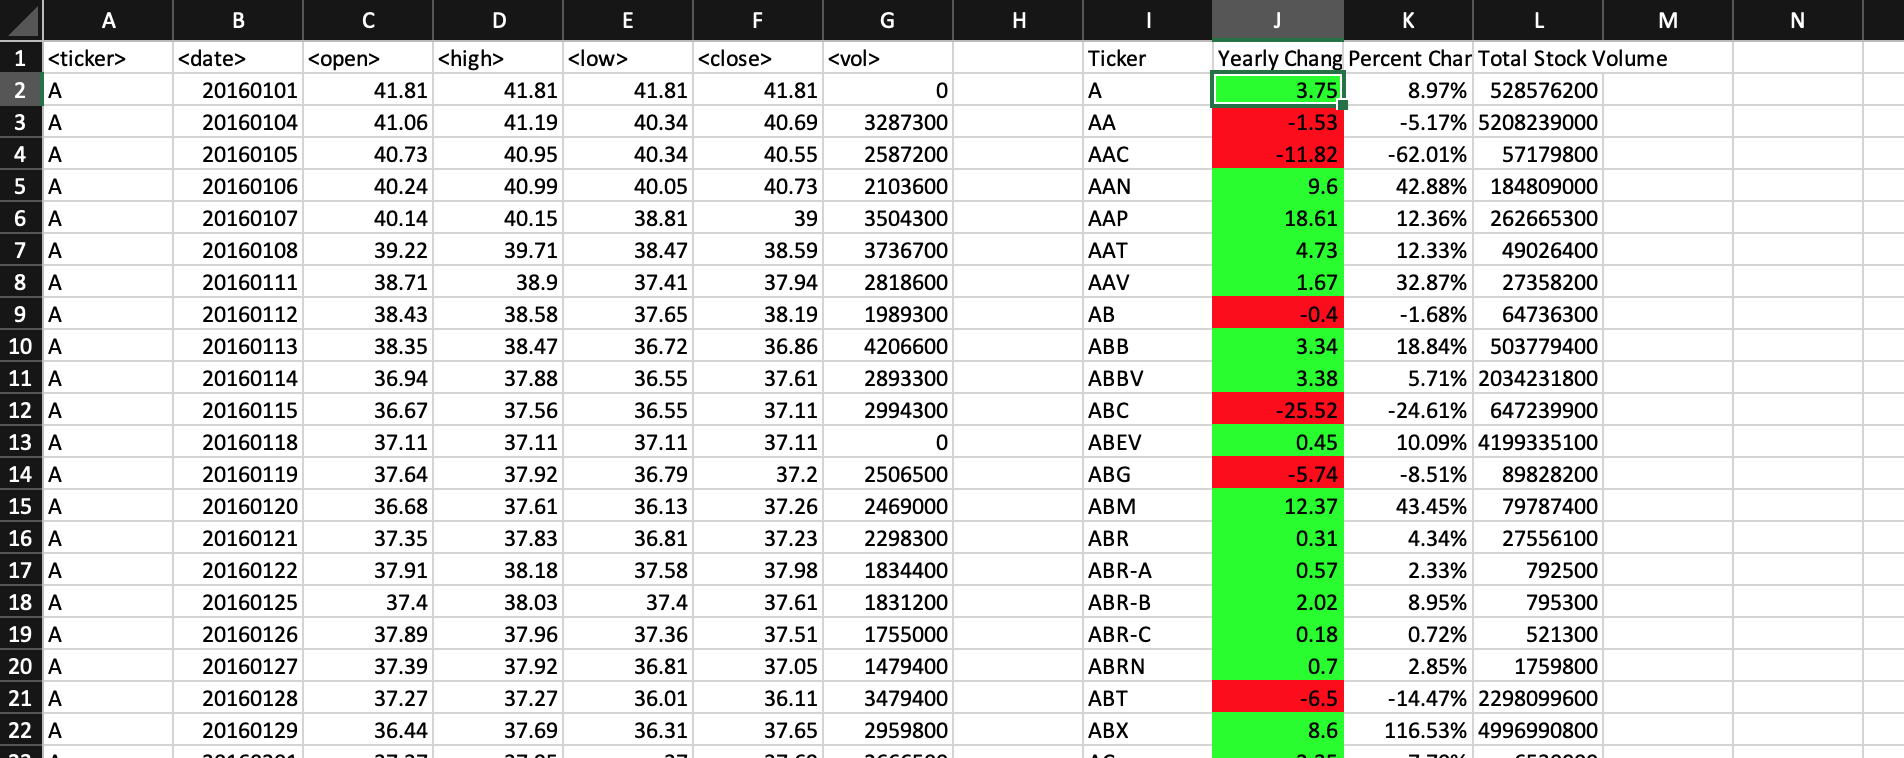 A B C D E F G H I J K L M N
1 <ticker> <date> <open> <high> <low> <close> <vol> Ticker Yearly Chang Percent Char Total Stock Volume
2 A 20160101 41.81 41.81 41.81 41.81 0 A 3.75 8.97% 528576200
3 A 20160104 41.06 41.19 40.34 40.69 3287300 AA -1.53 -5.17% 5208239000
4 A 20160105 40.73 40.95 40.34 40.55 2587200 AAC -11.82 -62.01% 57179800
5 A 20160106 40.24 40.99 40.05 40.73 2103600 AAN 9.6 42.88% 184809000
6 A 20160107 40.14 40.15 38.81 39 3504300 AAP 18.61 12.36% 262665300
7 A 20160108 39.22 39.71 38.47 38.59 3736700 AAT 4.73 12.33% 49026400
8 A 20160111 38.71 38.9 37.41 37.94 2818600 AAV 1.67 32.87% 27358200
9 A 20160112 38.43 38.58 37.65 38.19 1989300 AB -0.4 -1.68% 64736300
10 A 20160113 38.35 38.47 36.72 36.86 4206600 ABB 3.34 18.84% 503779400
11 A 20160114 36.94 37.88 36.55 37.61 2893300 ABBV 3.38 5.71% 2034231800
12 A 20160115 36.67 37.56 36.55 37.11 2994300 ABC -25.52 -24.61% 647239900
13 A 20160118 37.11 37.11 37.11 37.11 0 ABEV 0.45 10.09% 4199335100
14 A 20160119 37.64 37.92 36.79 37.2 2506500 ABG -5.74 -8.51% 89828200
15 A 20160120 36.68 37.61 36.13 37.26 2469000 ABM 12.37 43.45% 79787400
16 A 20160121 37.35 37.83 36.81 37.23 2298300 ABR 0.31 4.34% 27556100
17 A 20160122 37.91 38.18 37.58 37.98 1834400 ABR-A 0.57 2.33% 792500
18 A 20160125 37.4 38.03 37.4 37.61 1831200 ABR-B 2.02 8.95% 795300
19 A 20160126 37.89 37.96 37.36 37.51 1755000 ABR-C 0.18 0.72% 521300
20 A 20160127 37.39 37.92 36.81 37.05 1479400 ABRN 0.7 2.85% 1759800
21 A 20160128 37.27 37.27 36.01 36.11 3479400 ABT -6.5 -14.47% 2298099600
22 A 20160129 36.44 37.69 36.31 37.65 2959800 ABX 8.6 116.53% 4996990800